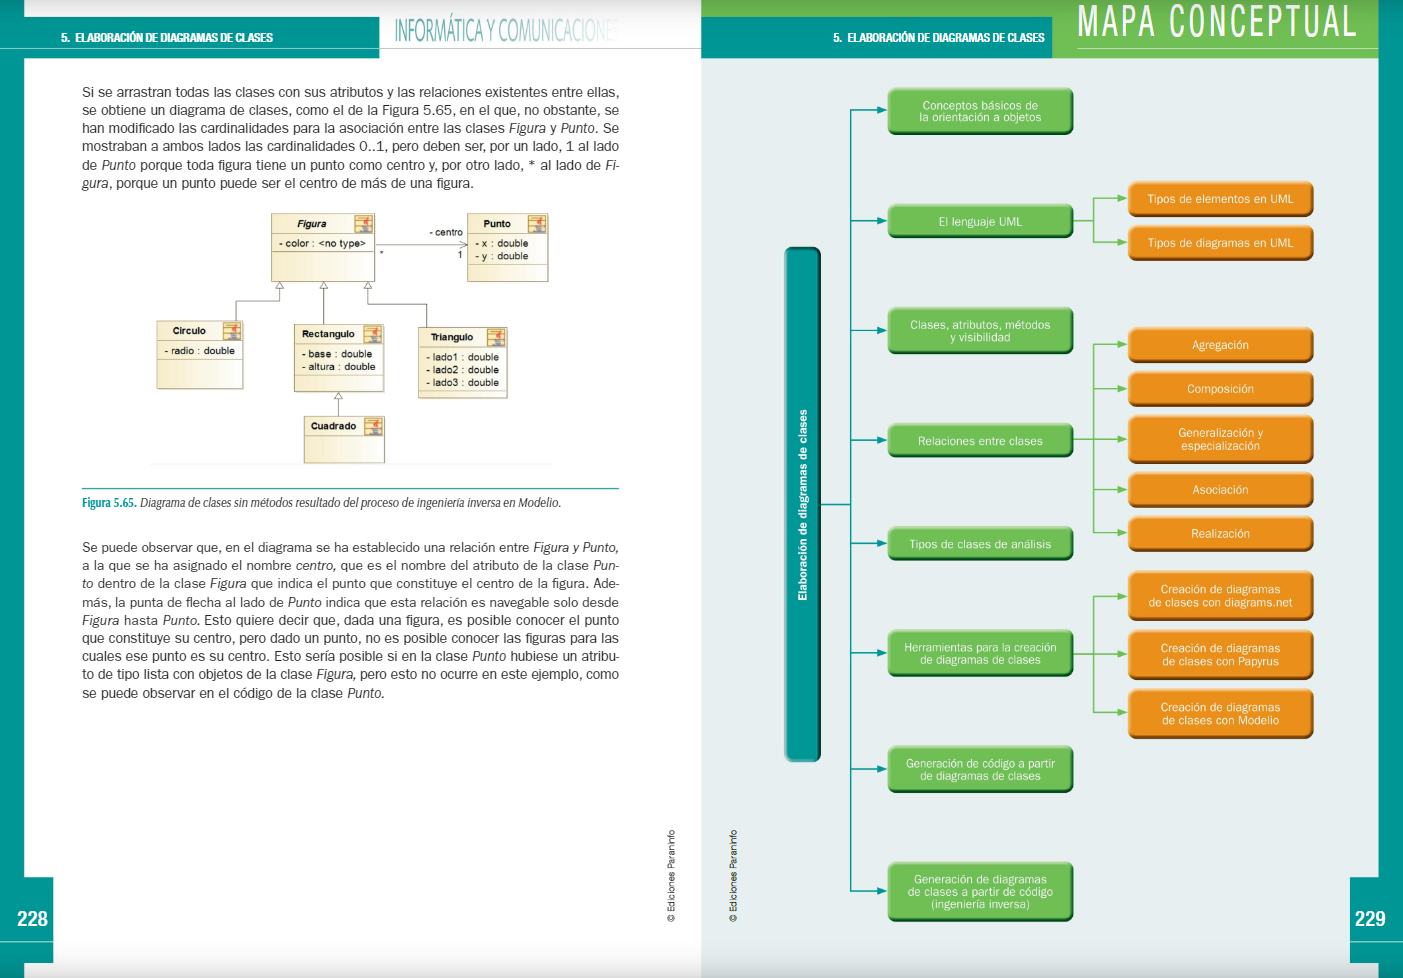 5. ELABORACIÓN DE DIAGRAMAS DE CLASES
INFORMÁTICA Y COMUNICACIONES
Si se arrastran todas las clases con sus atributos y las relaciones existentes entre ellas,
se obtiene un diagrama de clases, como el de la Figura 5.65, en el que, no obstante, se
han modificado las cardinalidades para la asociación entre las clases Figura y Punto. Se
mostraban a ambos lados las cardinalidades 0..1, pero deben ser, por un lado, 1 al lado
de Punto porque toda figura tiene un punto como centro y, por otro lado, * al lado de Fi-
gura, porque un punto puede ser el centro de más de una figura.
Figura
- color : <no type>
- centro
*
1
Punto
- x : double
- y : double
Circulo
- radio : double
Rectangulo
- base : double
- altura : double
Triangulo
- lado1 : double
- lado2 : double
- lado3 : double
Cuadrado
Figura 5.65. Diagrama de clases sin métodos resultado del proceso de ingeniería inversa en Modelio.
Se puede observar que, en el diagrama se ha establecido una relación entre Figura y Punto,
a la que se ha asignado el nombre centro, que es el nombre del atributo de la clase Pun-
to dentro de la clase Figura que indica el punto que constituye el centro de la figura. Ade-
más, la punta de flecha al lado de Punto indica que esta relación es navegable solo desde
Figura hasta Punto. Esto quiere decir que, dada una figura, es posible conocer el punto
que constituye su centro, pero dado un punto, no es posible conocer las figuras para las
cuales ese punto es su centro. Esto sería posible si en la clase Punto hubiese un atribu-
to de tipo lista con objetos de la clase Figura, pero esto no ocurre en este ejemplo, como
se puede observar en el código de la clase Punto.
© Ediciones Paraninfo
228
5. ELABORACIÓN DE DIAGRAMAS DE CLASES
MAPA CONCEPTUAL
Elaboración de diagramas de clases
Conceptos básicos de
la orientación a objetos
El lenguaje UML
Tipos de elementos en UML
Tipos de diagramas en UML
Clases, atributos, métodos
y visibilidad
Relaciones entre clases
Agregación
Composición
Generalización y
especialización
Asociación
Realización
Tipos de clases de análisis
Herramientas para la creación
de diagramas de clases
Creación de diagramas
de clases con diagrams.net
Creación de diagramas
de clases con Papyrus
Creación de diagramas
de clases con Modelio
Generación de código a partir
de diagramas de clases
Generación de diagramas
de clases a partir de código
(ingeniería inversa)
© Ediciones Paraninfo
229